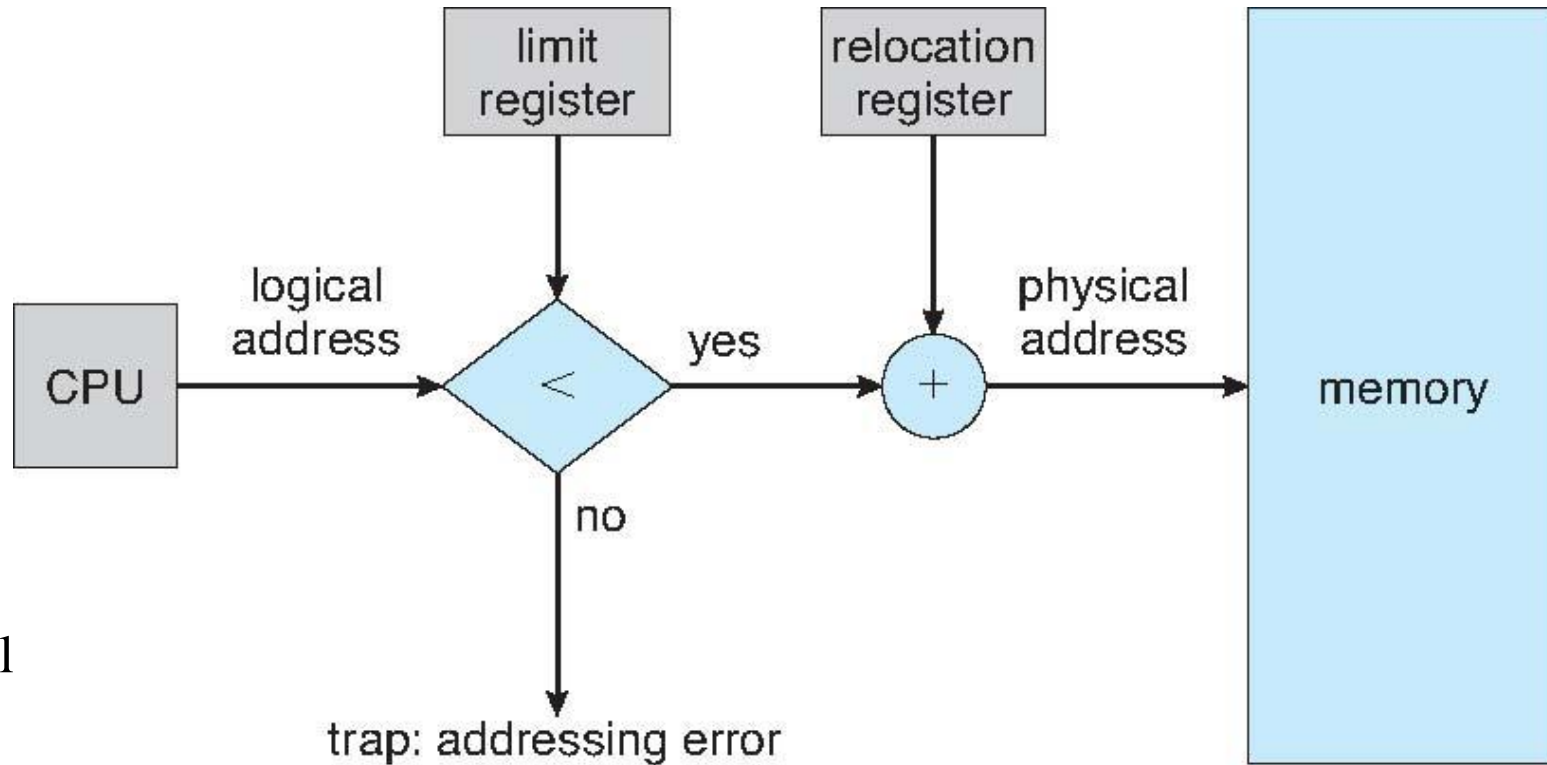 limit
register
relocation
register
logical
address
physical
address
CPU
<
yes
+
memory
no
l
trap: addressing error